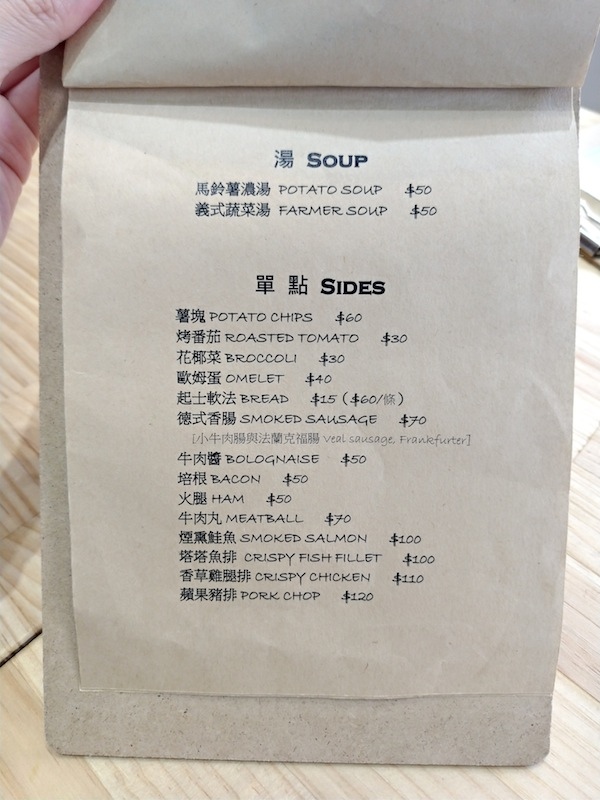 湯 SOUP
馬鈴薯濃湯 POTATO SOUP $50
義式蔬菜湯 FARMER SOUP $50
單 點 SIDES
薯塊 POTATO CHIPS $60
烤番茄 ROASTED TOMATO $30
花椰菜 BROCCOLI $30
歐姆蛋 OMELET $40
起士軟法 BREAD $15 ($60/條)
德式香腸 SMOKED SAUSAGE $70
[小牛肉腸與法蘭克福腸 Veal sausage, Frankfurter]
牛肉醬 BOLOGNAISE $50
培根 BACON $50
火腿 HAM $50
牛肉丸 MEATBALL $70
煙熏鮭魚 SMOKED SALMON $100
塔塔魚排 CRISPY FISH FILLET $100
香草雞腿排 CRISPY CHICKEN $110
蘋果豬排 PORK CHOP $120